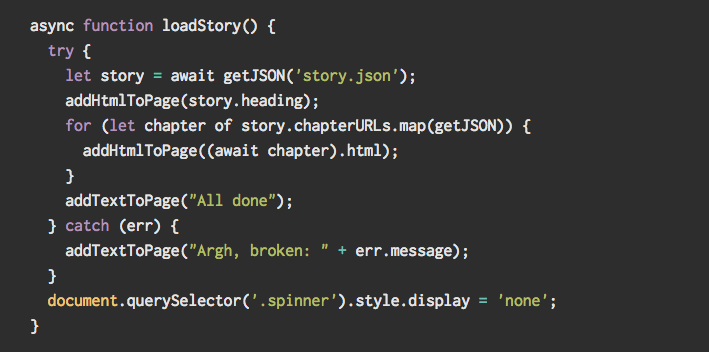 async function loadStory() {
  try {
    let story = await getJSON('story.json');
    addHtmlToPage(story.heading);
    for (let chapter of story.chapterURLs.map(getJSON)) {
      addHtmlToPage((await chapter).html);
    }
    addTextToPage("All done");
  } catch (err) {
    addTextToPage("Argh, broken: " + err.message);
  }
  document.querySelector('.spinner').style.display = 'none';
}